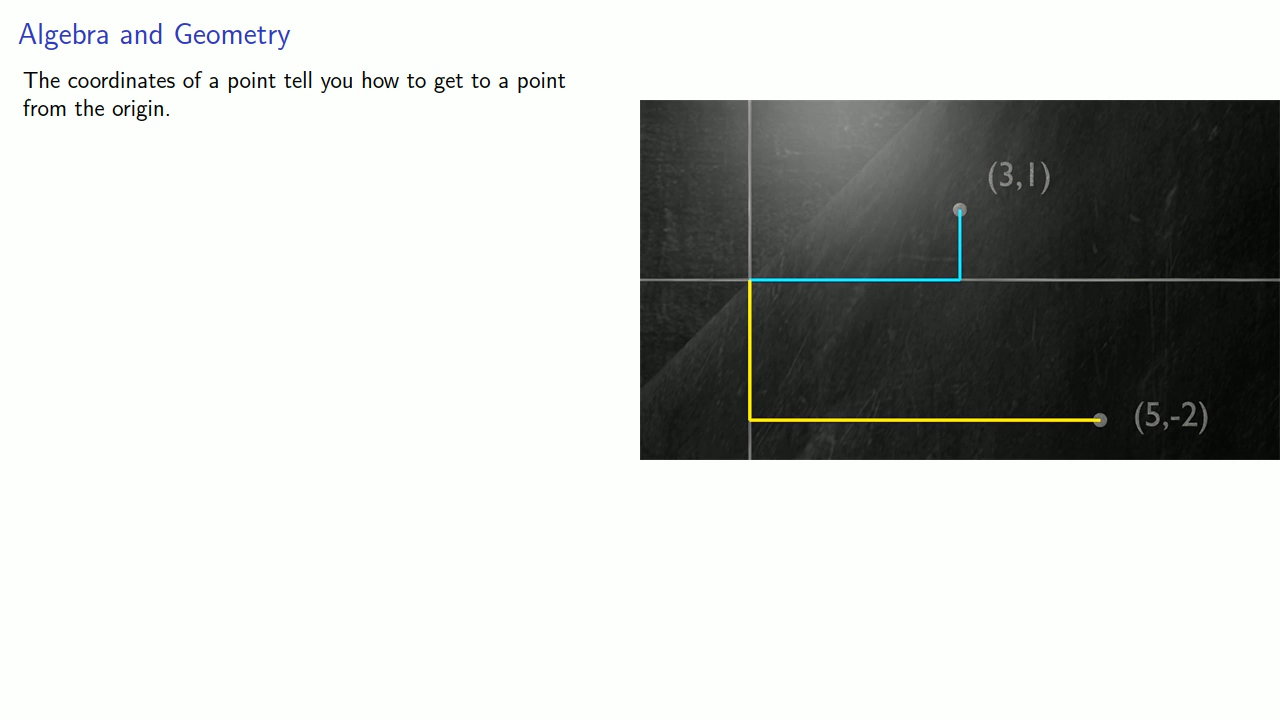 Algebra and Geometry
The coordinates of a point tell you how to get to a point
from the origin.
(3,1)
(5,-2)